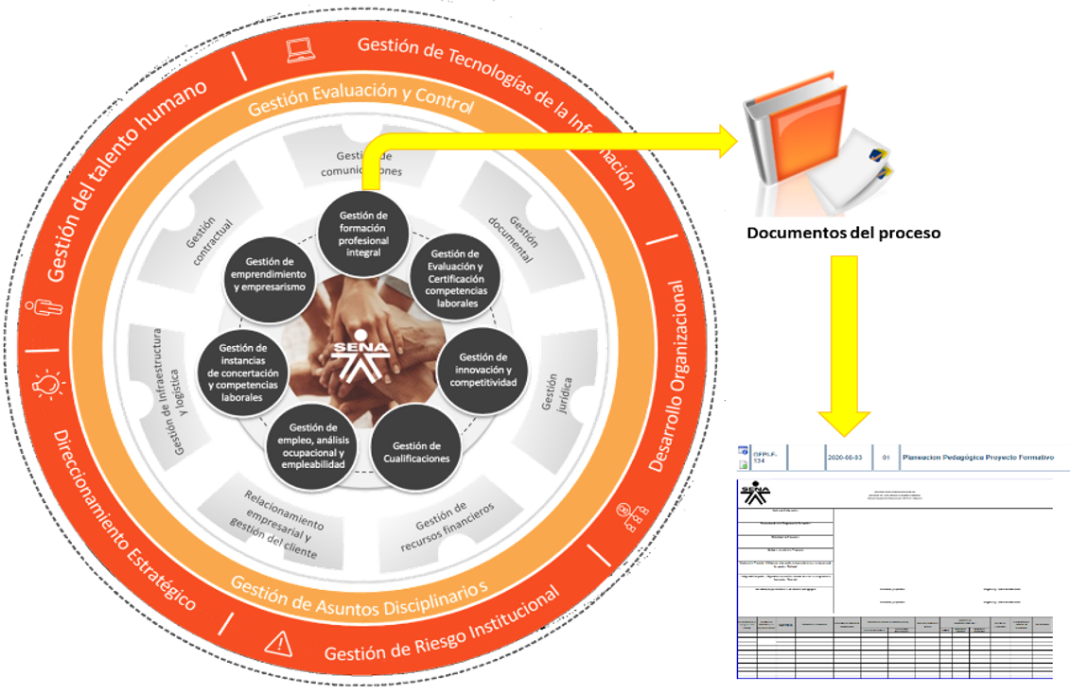 Gestión de Tecnologías de la Información
Gestión del talento humano
Gestión Evaluación y Control
Gestión de
comunicaciones
Gestión
contractual
Gestión
documental
Gestión de
formación
profesional
integral
Gestión de
emprendimiento
y empresarismo
Gestión de
Evaluación y
Certificación
competencias
laborales
SENA
Gestión de
instancias
de concertación
y competencias
laborales
Gestión de
innovación y
competitividad
Gestión de
empleo, análisis
ocupacional y
empleabilidad
Gestión de
Cualificaciones
Gestión de Infraestructura
y logística
Gestión
jurídica
Relacionamiento
empresarial y
gestión del cliente
Gestión de
recursos financieros
Desarrollo Organizacional
Direccionamiento Estratégico
Gestión de Asuntos Disciplinarios
Gestión de Riesgo Institucional
Documentos del proceso
GFPI-F-
134
2020-08-03
01
Planeacion Pedagógica Proyecto Formativo
SENA